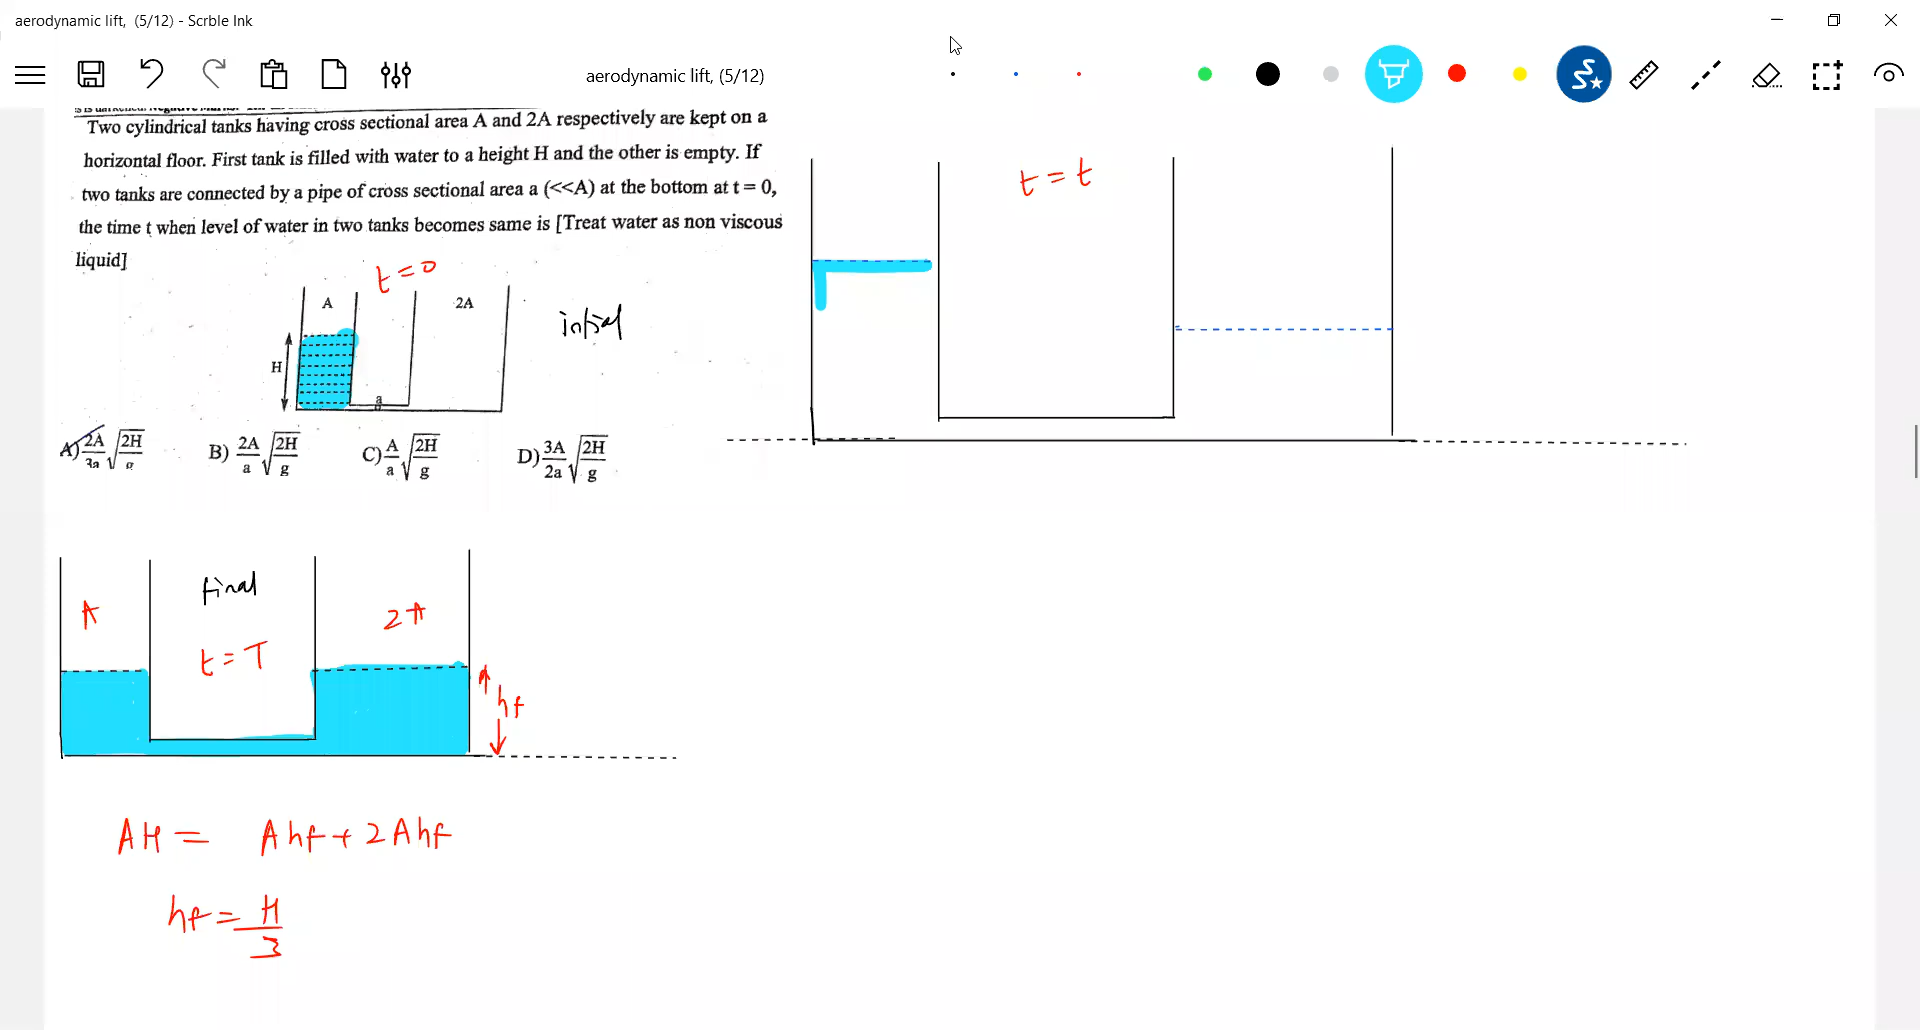 aerodynamic lift, (5/12) - Scrble Ink
aerodynamic lift, (5/12)
Two cylindrical tanks having cross sectional area A and 2A respectively are kept on a
horizontal floor. First tank is filled with water to a height H and the other is empty. If
two tanks are connected by a pipe of cross sectional area a (<<A) at the bottom at t = 0,
the time t when level of water in two tanks becomes same is [Treat water as non viscous
liquid]
t = 0
A
2A
initial
H
a
A) 2A/3a √(2H/g) B) 2A/a √(2H/g) C) A/a √(2H/g) D) 3A/2a √(2H/g)
t = t
final
A
2A
t = T
hf
AH = Ahf + 2Ahf
hf = H/3